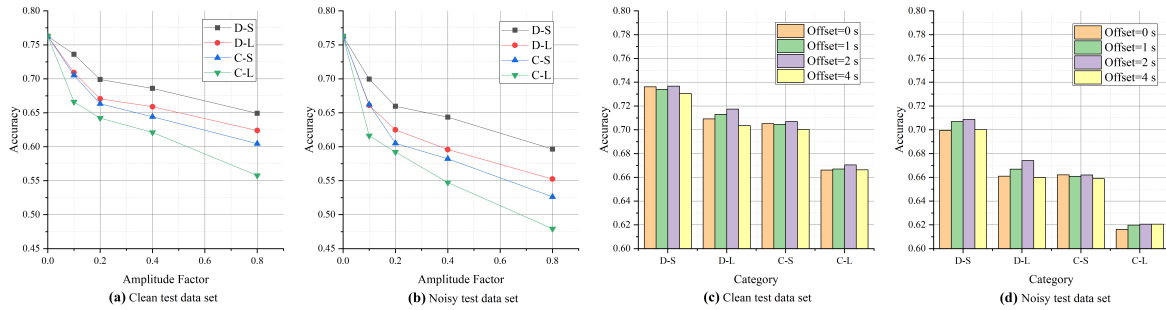 0.80
0.75
0.70
0.65
0.60
0.55
0.50
0.45
Accuracy
0.0
0.2
0.4
0.6
0.8
Amplitude Factor
D-S
D-L
C-S
C-L
(a) Clean test data set
0.80
0.75
0.70
0.65
0.60
0.55
0.50
0.45
Accuracy
0.0
0.2
0.4
0.6
0.8
Amplitude Factor
D-S
D-L
C-S
C-L
(b) Noisy test data set
0.80
0.78
0.76
0.74
0.72
0.70
0.68
0.66
0.64
0.62
0.60
Accuracy
Offset=0 s
Offset=1 s
Offset=2 s
Offset=4 s
D-S
D-L
C-S
C-L
Category
(c) Clean test data set
0.80
0.78
0.76
0.74
0.72
0.70
0.68
0.66
0.64
0.62
0.60
Accuracy
Offset=0 s
Offset=1 s
Offset=2 s
Offset=4 s
D-S
D-L
C-S
C-L
Category
(d) Noisy test data set